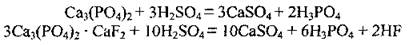 Ca₃(PO₄)₂ + 3H₂SO₄ = 3CaSO₄ + 2H₃PO₄
3Ca₃(PO₄)₂ · CaF₂ + 10H₂SO₄ = 10CaSO₄ + 6H₃PO₄ + 2HF